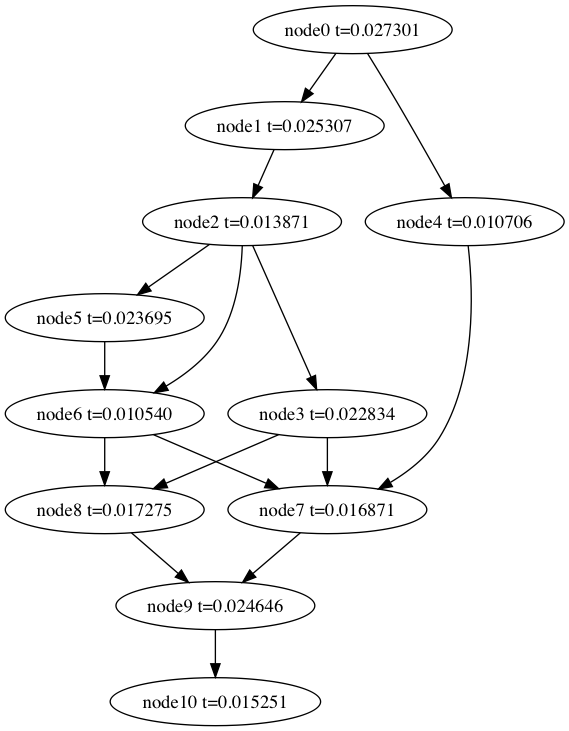 node0 t=0.027301
node1 t=0.025307
node2 t=0.013871
node4 t=0.010706
node5 t=0.023695
node6 t=0.010540
node3 t=0.022834
node8 t=0.017275
node7 t=0.016871
node9 t=0.024646
node10 t=0.015251